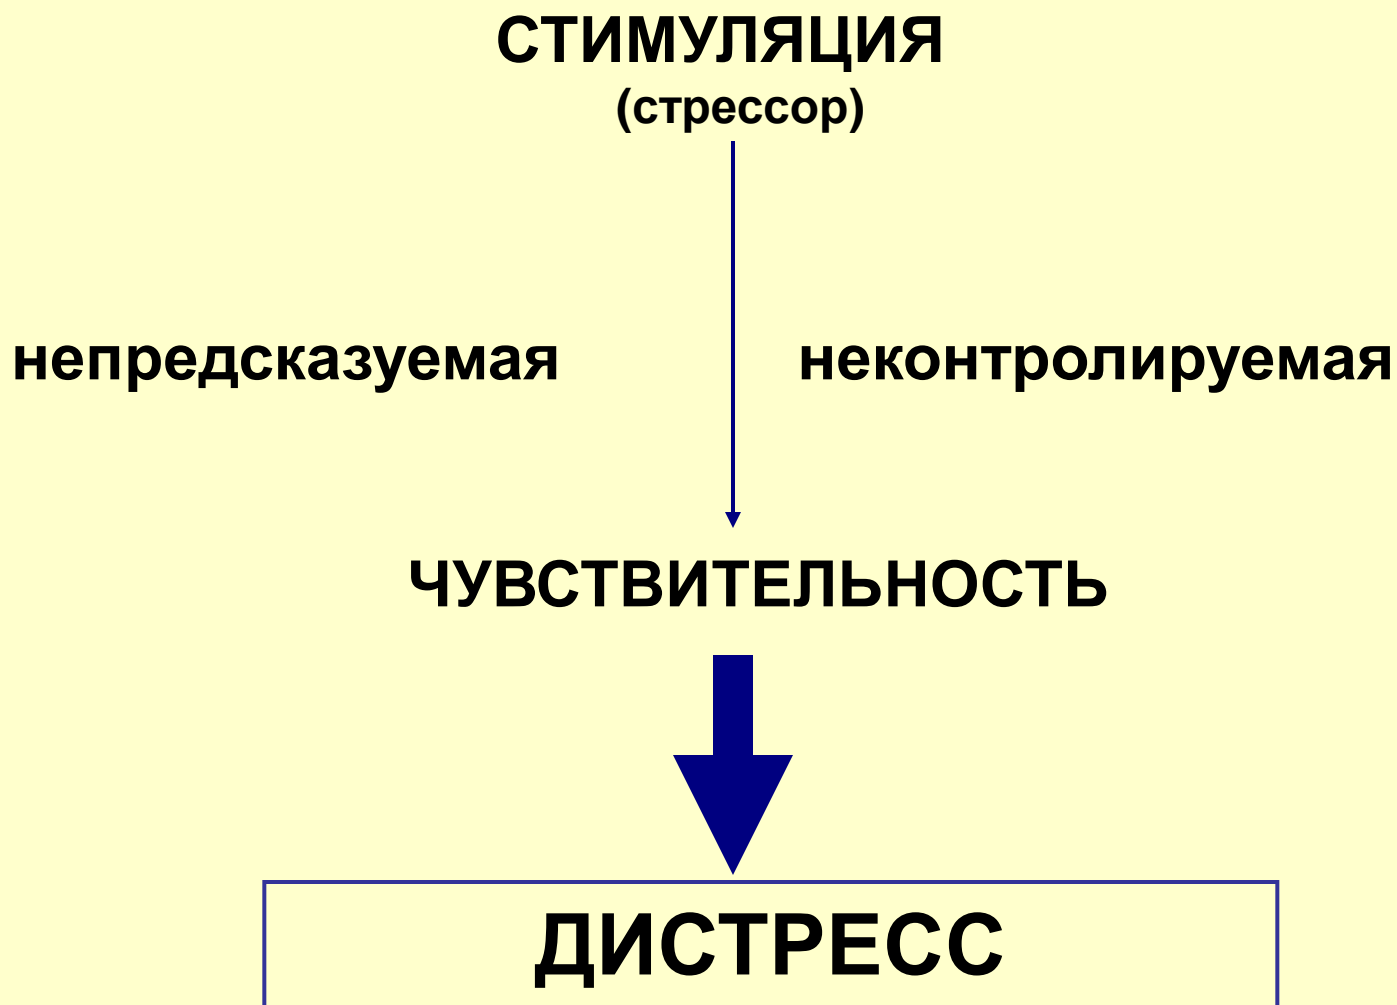 СТИМУЛЯЦИЯ
(стрессор)
непредсказуемая неконтролируемая
ЧУВСТВИТЕЛЬНОСТЬ
ДИСТРЕСС